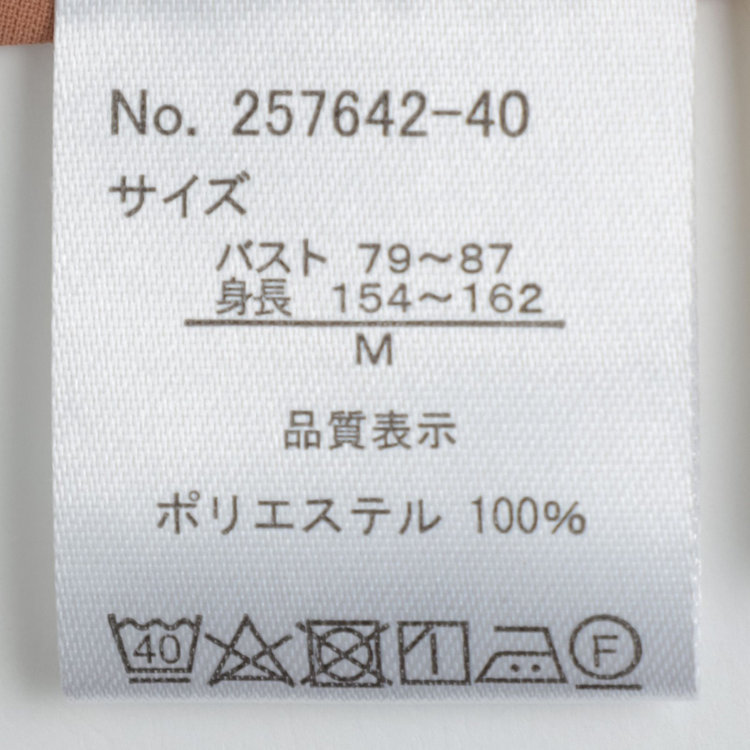 No. 257642-40
サイズ
バスト 79～87
身長 154～162
M
品質表示
ポリエステル 100%
40 F